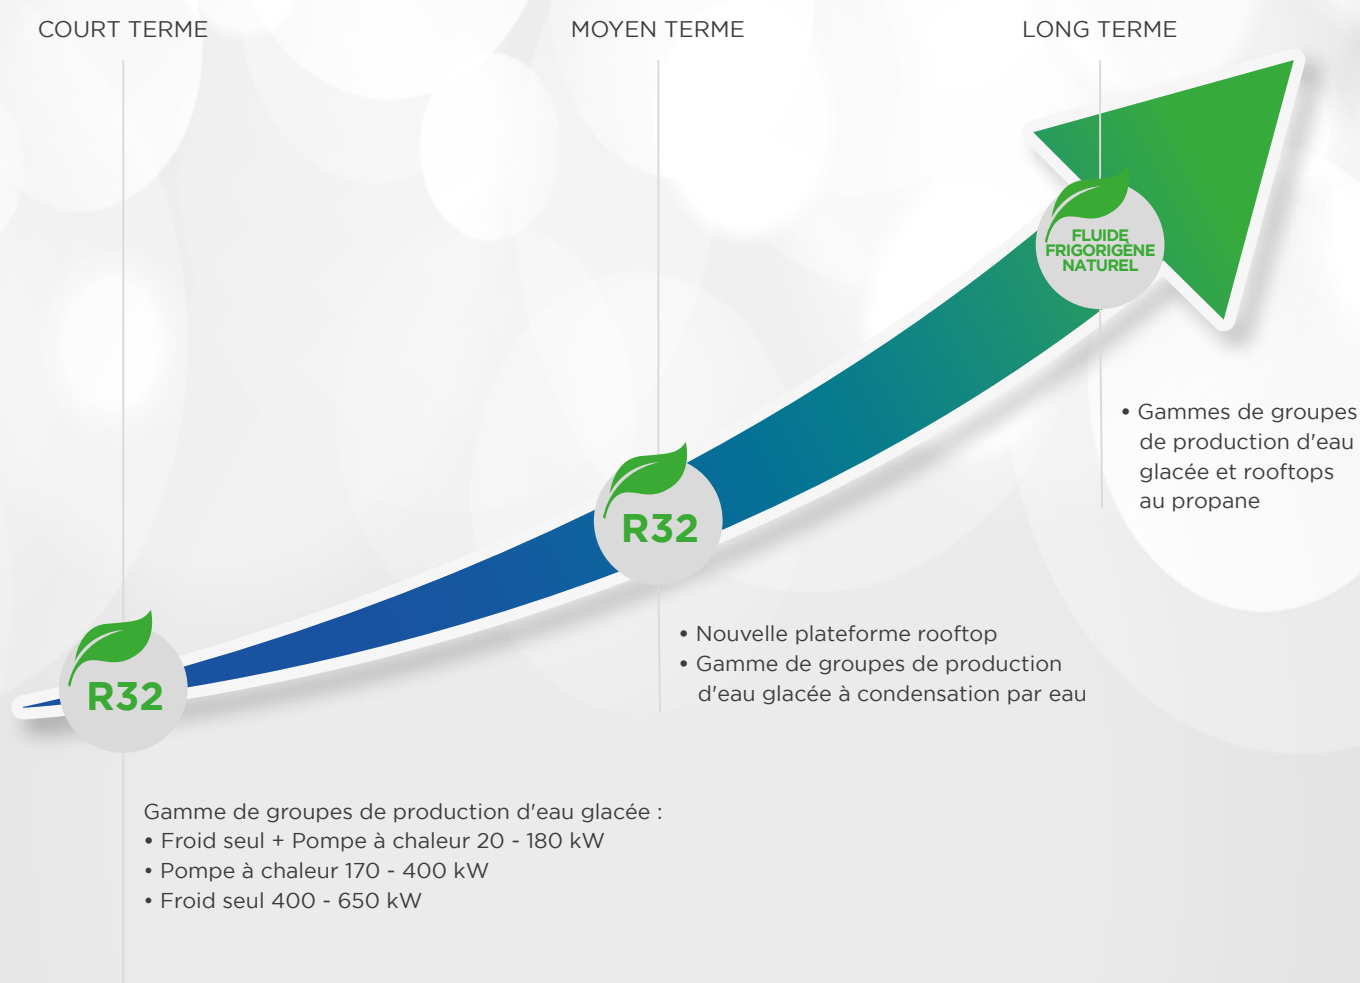 COURT TERME
MOYEN TERME
LONG TERME
FLUIDE
FRIGORIGÈNE
NATUREL
• Gammes de groupes
de production d'eau
glacée et rooftops
au propane
R32
• Nouvelle plateforme rooftop
• Gamme de groupes de production
d'eau glacée à condensation par eau
R32
Gamme de groupes de production d'eau glacée :
• Froid seul + Pompe à chaleur 20 - 180 kW
• Pompe à chaleur 170 - 400 kW
• Froid seul 400 - 650 kW